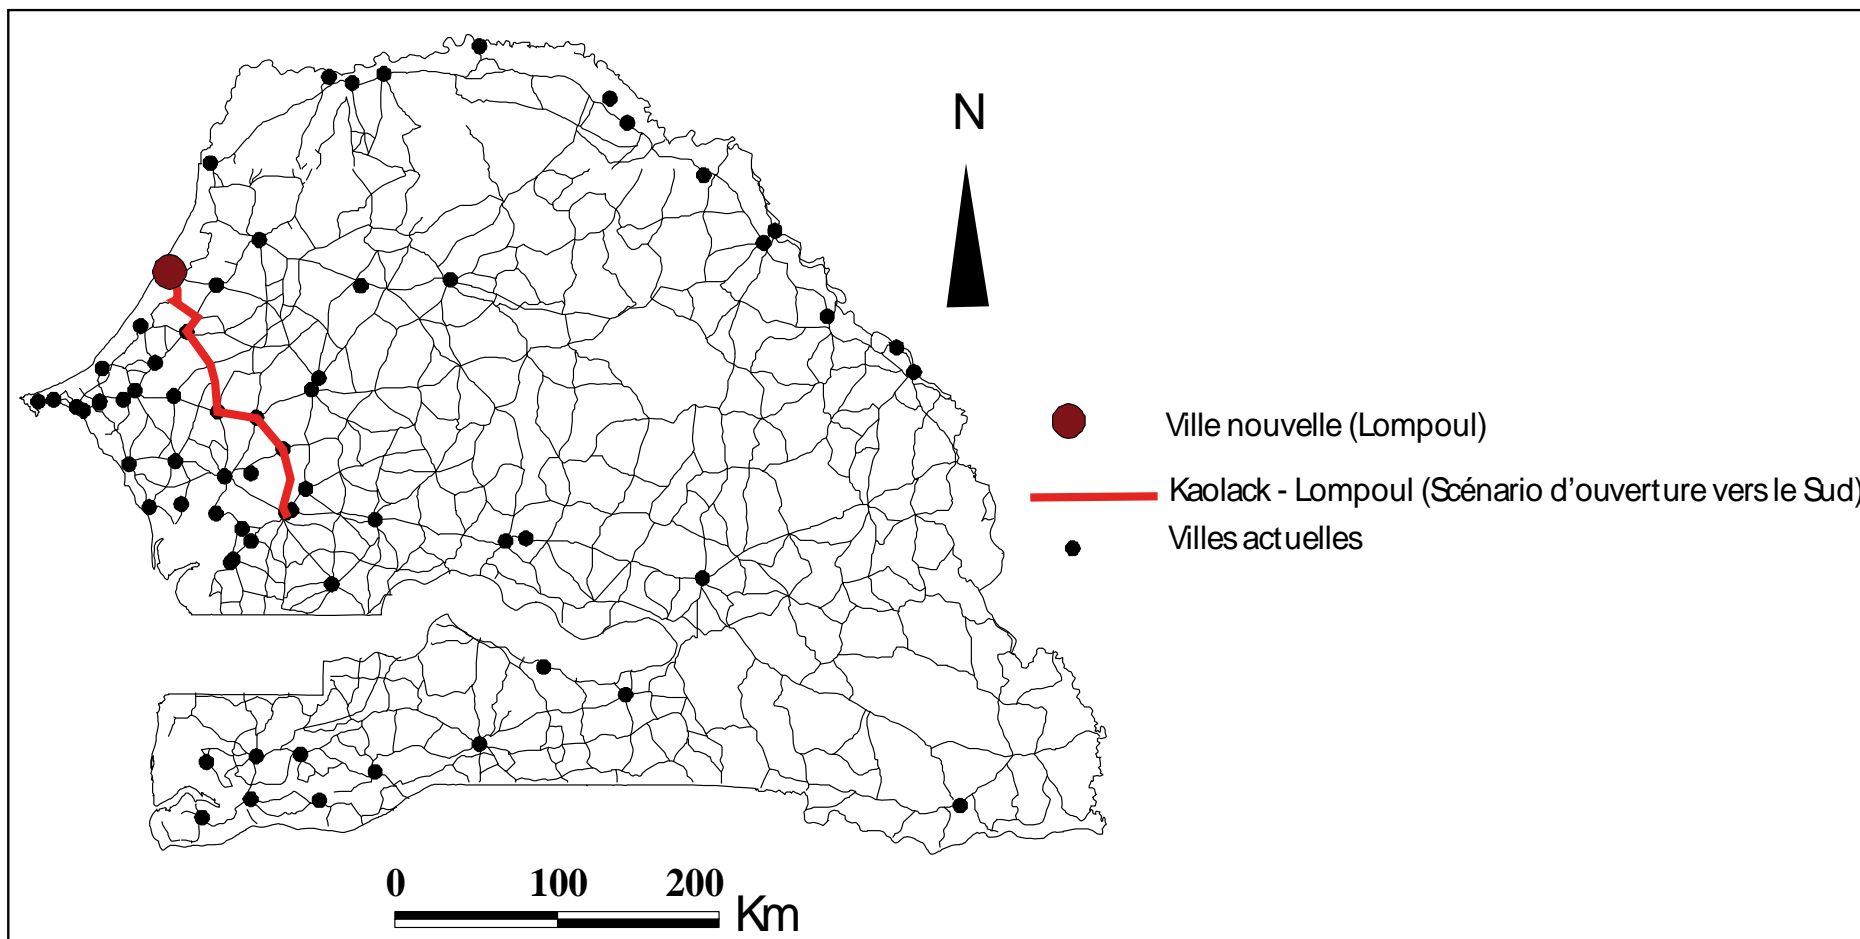 N
Ville nouvelle (Lompoul)
Kaolack - Lompoul (Scénario d'ouverture vers le Sud)
Villes actuelles
0 100 200
Km